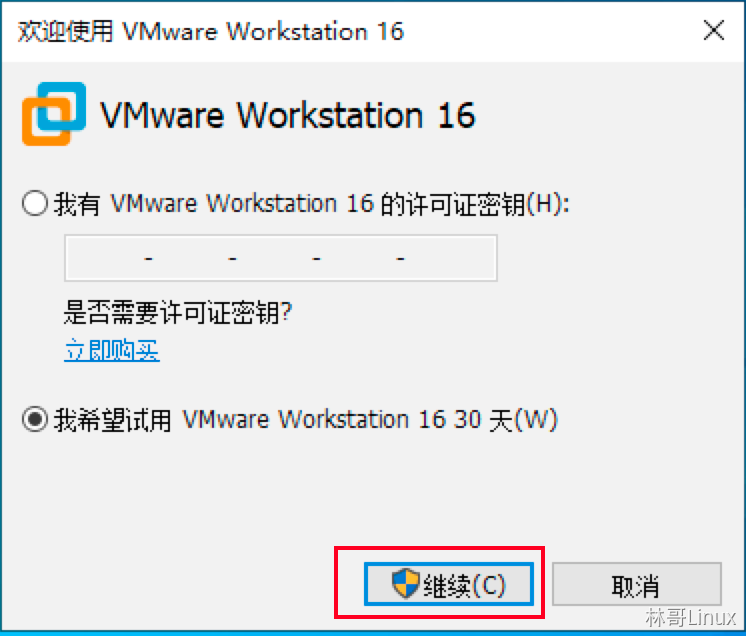 欢迎使用 VMware Workstation 16
VMware Workstation 16
我有 VMware Workstation 16 的许可证密钥(H):
- - - -
是否需要许可证密钥?
立即购买
我希望试用 VMware Workstation 16 30 天(W)
继续(C)
取消
林哥Linux